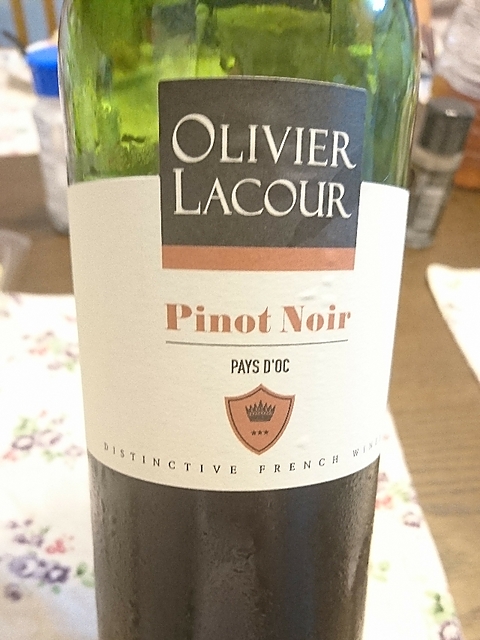 OLIVIER
LACOUR
Pinot Noir
PAYS D'OC
DISTINCTIVE FRENCH